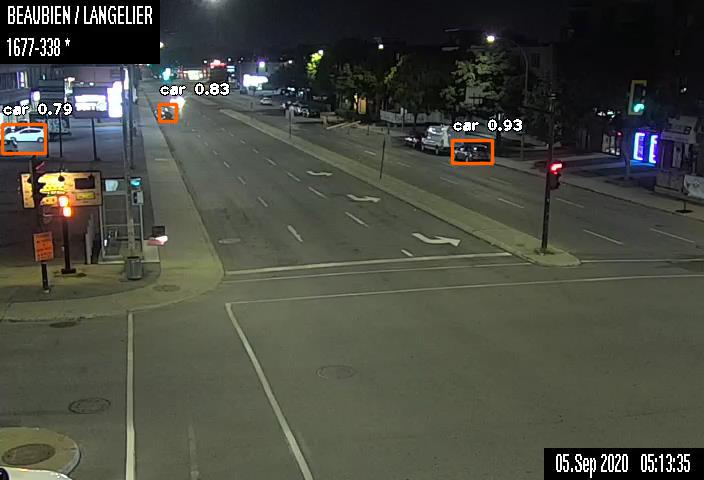 BEAUBIEN / LANGELIER
1677-338 *
car 0.83
car 0.79
car 0.93
05.Sep 2020 05:13:35